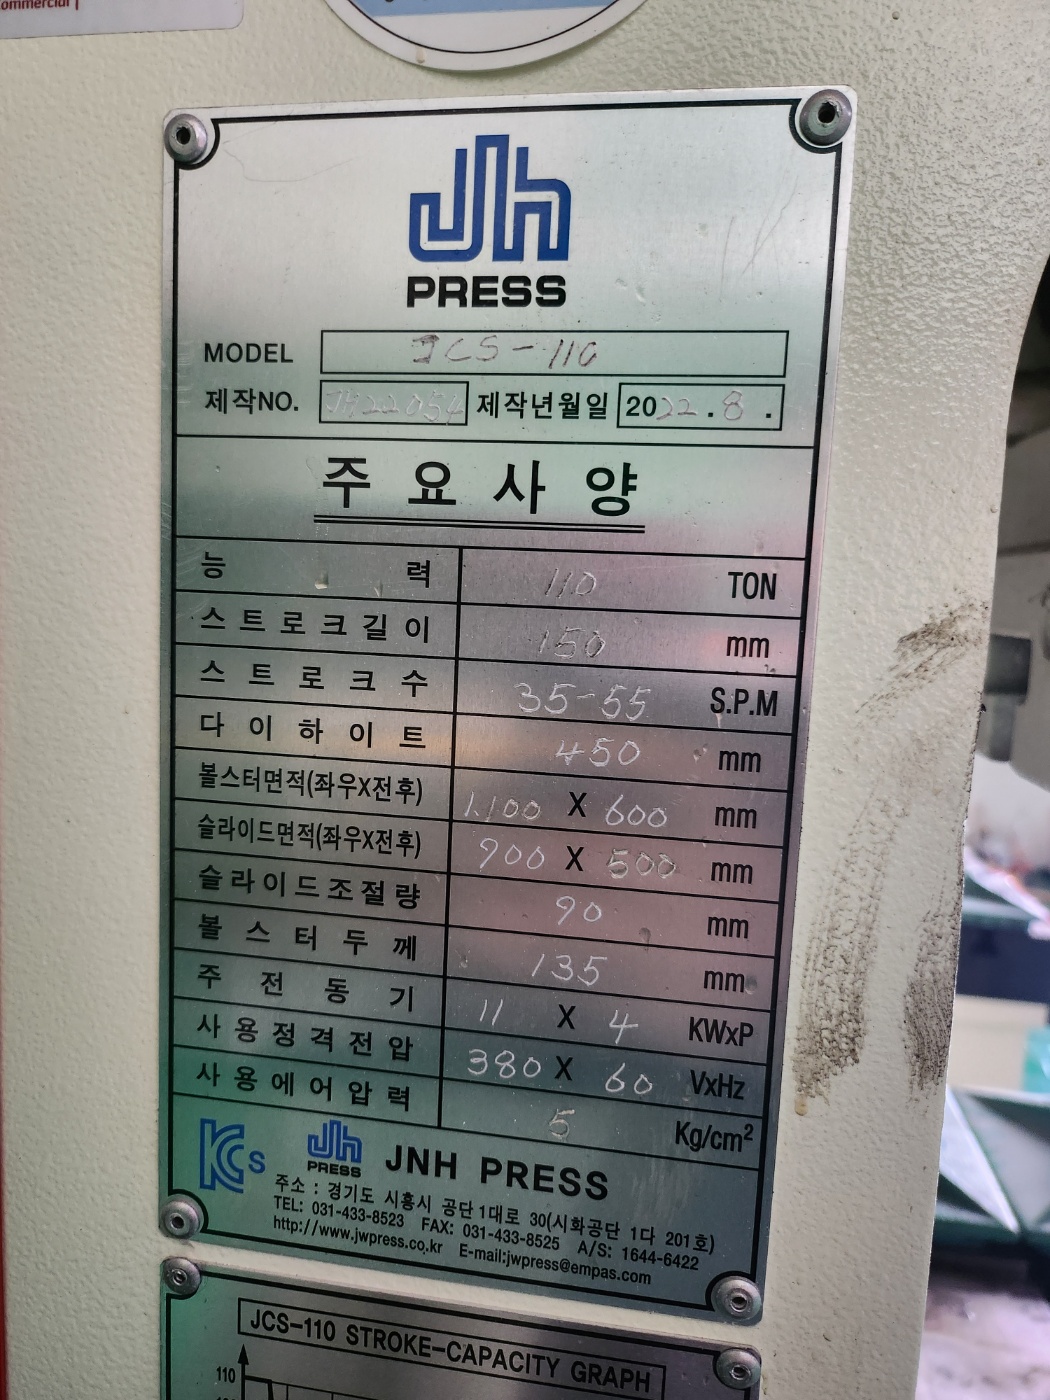 ommercial
Jh
PRESS
MODEL JCS-110
제작NO. JH22054 제작년월일 2022.8.
주요사양
능력 110 TON
스트로크길이 150 mm
스트로크수 35-55 S.P.M
다이하이트 450 mm
볼스터면적(좌우X전후) 1,100 X 600 mm
슬라이드면적(좌우X전후) 900 X 500 mm
슬라이드조절량 90 mm
볼스터두께 135 mm
주전동기 11 X 4 KWxP
사용정격전압 380 X 60 VxHz
사용에어압력 5 Kg/cm²
KCs Jh PRESS JNH PRESS
주소 : 경기도 시흥시 공단1대로 30(시화공단 1다 201호)
TEL: 031-433-8523 FAX: 031-433-8525 A/S: 1644-6422
http://www.jwpress.co.kr E-mail:jwpress@empas.com
JCS-110 STROKE-CAPACITY GRAPH
110